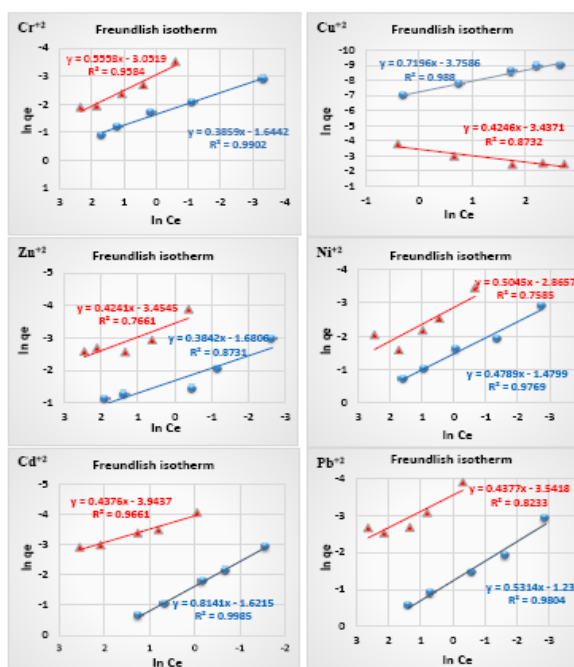 Cr⁺²
Freundlish isotherm
ln qe
-4
-3
-2
-1
0
1
y = 0.5558x - 3.0519
R² = 0.9584
y = 0.3859x - 1.6442
R² = 0.9902
3 2 1 0 -1 -2 -3 -4
ln Ce
Cu⁺²
Freundlish isotherm
ln qe
-10
-9
-8
-7
-6
-5
-4
-3
-2
-1
y = 0.7196x - 3.7586
R² = 0.988
y = 0.4246x - 3.4371
R² = 0.8732
-1 0 1 2
ln Ce
Zn⁺²
Freundlish isotherm
ln qe
-5
-4
-3
-2
-1
y = 0.4241x - 3.4545
R² = 0.7661
y = 0.3842x - 1.6806
R² = 0.8731
3 2 1 0 -1 -2 -3
ln Ce
Ni⁺²
Freundlish isotherm
ln qe
-4
-3
-2
-1
0
y = 0.5045x - 2.8657
R² = 0.7585
y = 0.4789x - 1.4799
R² = 0.9769
3 2 1 0 -1 -2 -3
ln Ce
Cd⁺²
Freundlish isotherm
ln qe
-5
-4
-3
-2
-1
0
y = 0.4376x - 3.9437
R² = 0.9661
y = 0.8141x - 1.6215
R² = 0.9985
3 2 1 0 -1 -2
ln Ce
Pb⁺²
Freundlish isotherm
ln qe
-4
-3
-2
-1
0
y = 0.4377x - 3.5418
R² = 0.8233
y = 0.5314x - 1.23
R² = 0.9804
3 2 1 0 -1 -2 -3
ln Ce